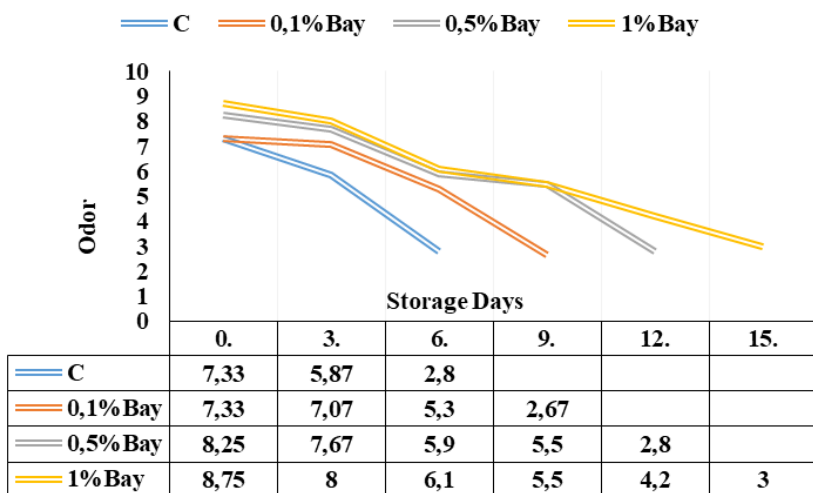 C 0,1%Bay 0,5%Bay 1%Bay
10
9
8
7
6
5
4
3
2
1
0
Odor
Storage Days
0. 3. 6. 9. 12. 15.
C 7,33 5,87 2,8
0,1%Bay 7,33 7,07 5,3 2,67
0,5%Bay 8,25 7,67 5,9 5,5 2,8
1%Bay 8,75 8 6,1 5,5 4,2 3